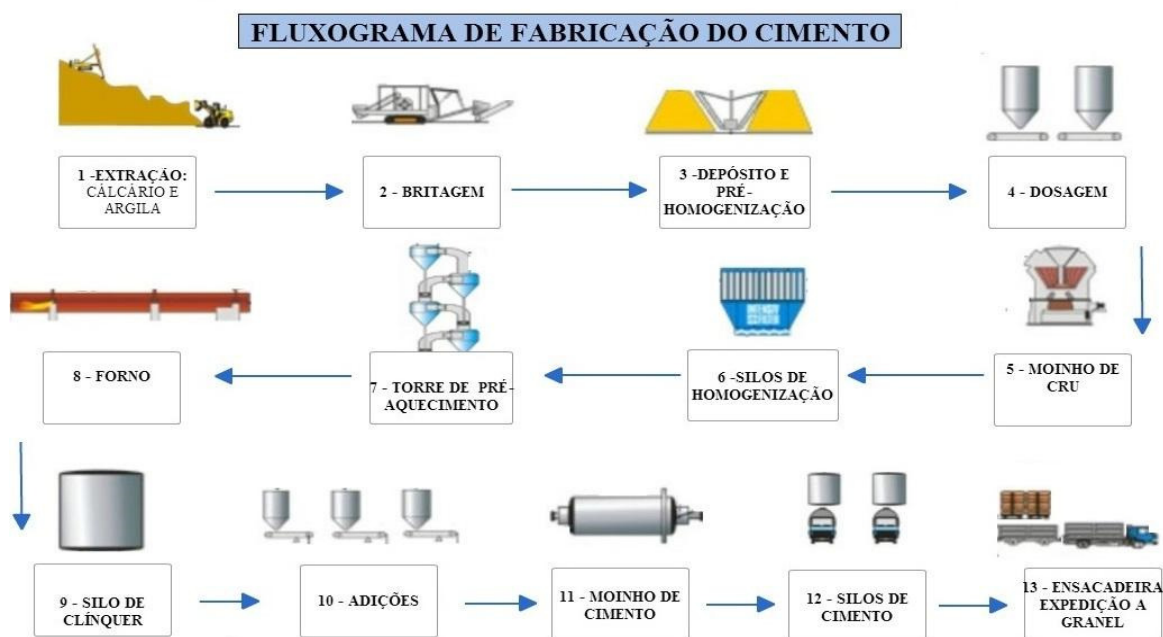 FLUXOGRAMA DE FABRICAÇÃO DO CIMENTO
1 -EXTRAÇÃO:
CÁLCÁRIO E
ARGILA
2 - BRITAGEM
3 -DEPÓSITO E
PRÉ-
HOMOGENIZAÇÃO
4 - DOSAGEM
5 - MOINHO DE
CRU
6 -SILOS DE
HOMOGENIZAÇÃO
7 - TORRE DE PRÉ-
AQUECIMENTO
8 - FORNO
9 - SILO DE
CLÍNQUER
10 - ADIÇÕES
11 - MOINHO DE
CIMENTO
12 - SILOS DE
CIMENTO
13 - ENSACADEIRA
EXPEDIÇÃO A
GRANEL